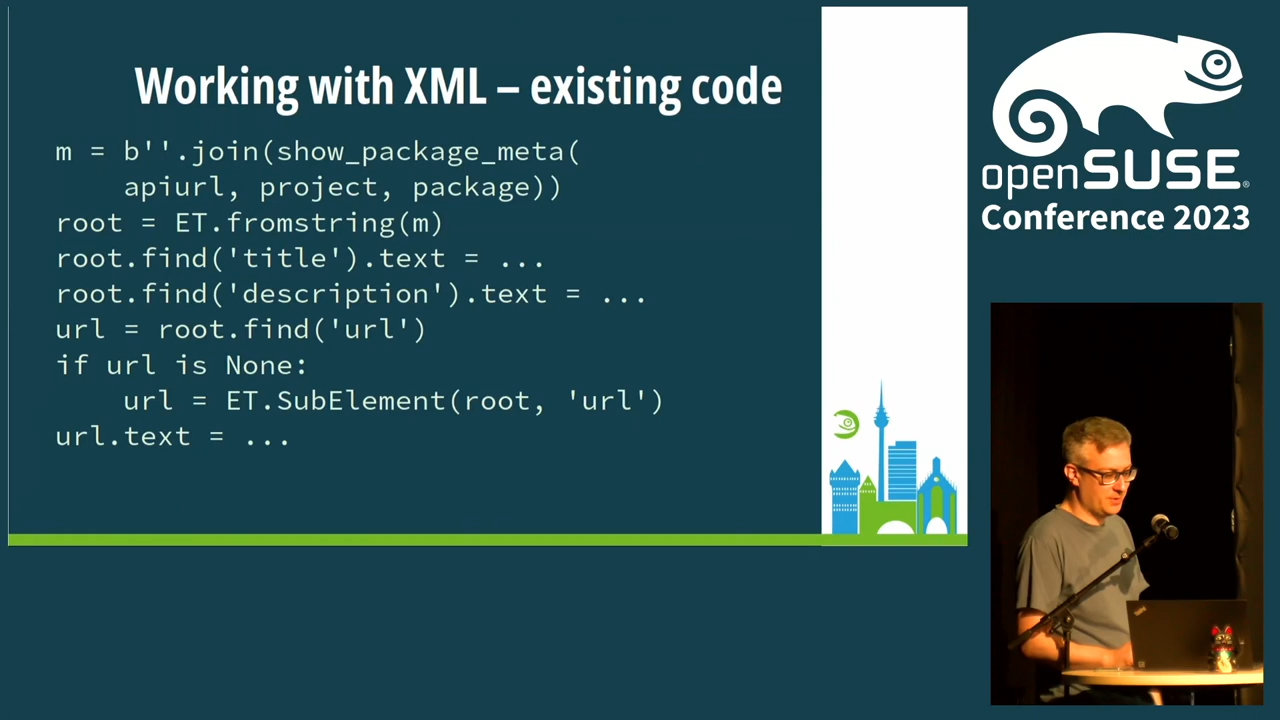 Working with XML – existing code
m = b''.join(show_package_meta(
    apiurl, project, package))
root = ET.fromstring(m)
root.find('title').text = ...
root.find('description').text = ...
url = root.find('url')
if url is None:
    url = ET.SubElement(root, 'url')
url.text = ...
openSUSE®
Conference 2023